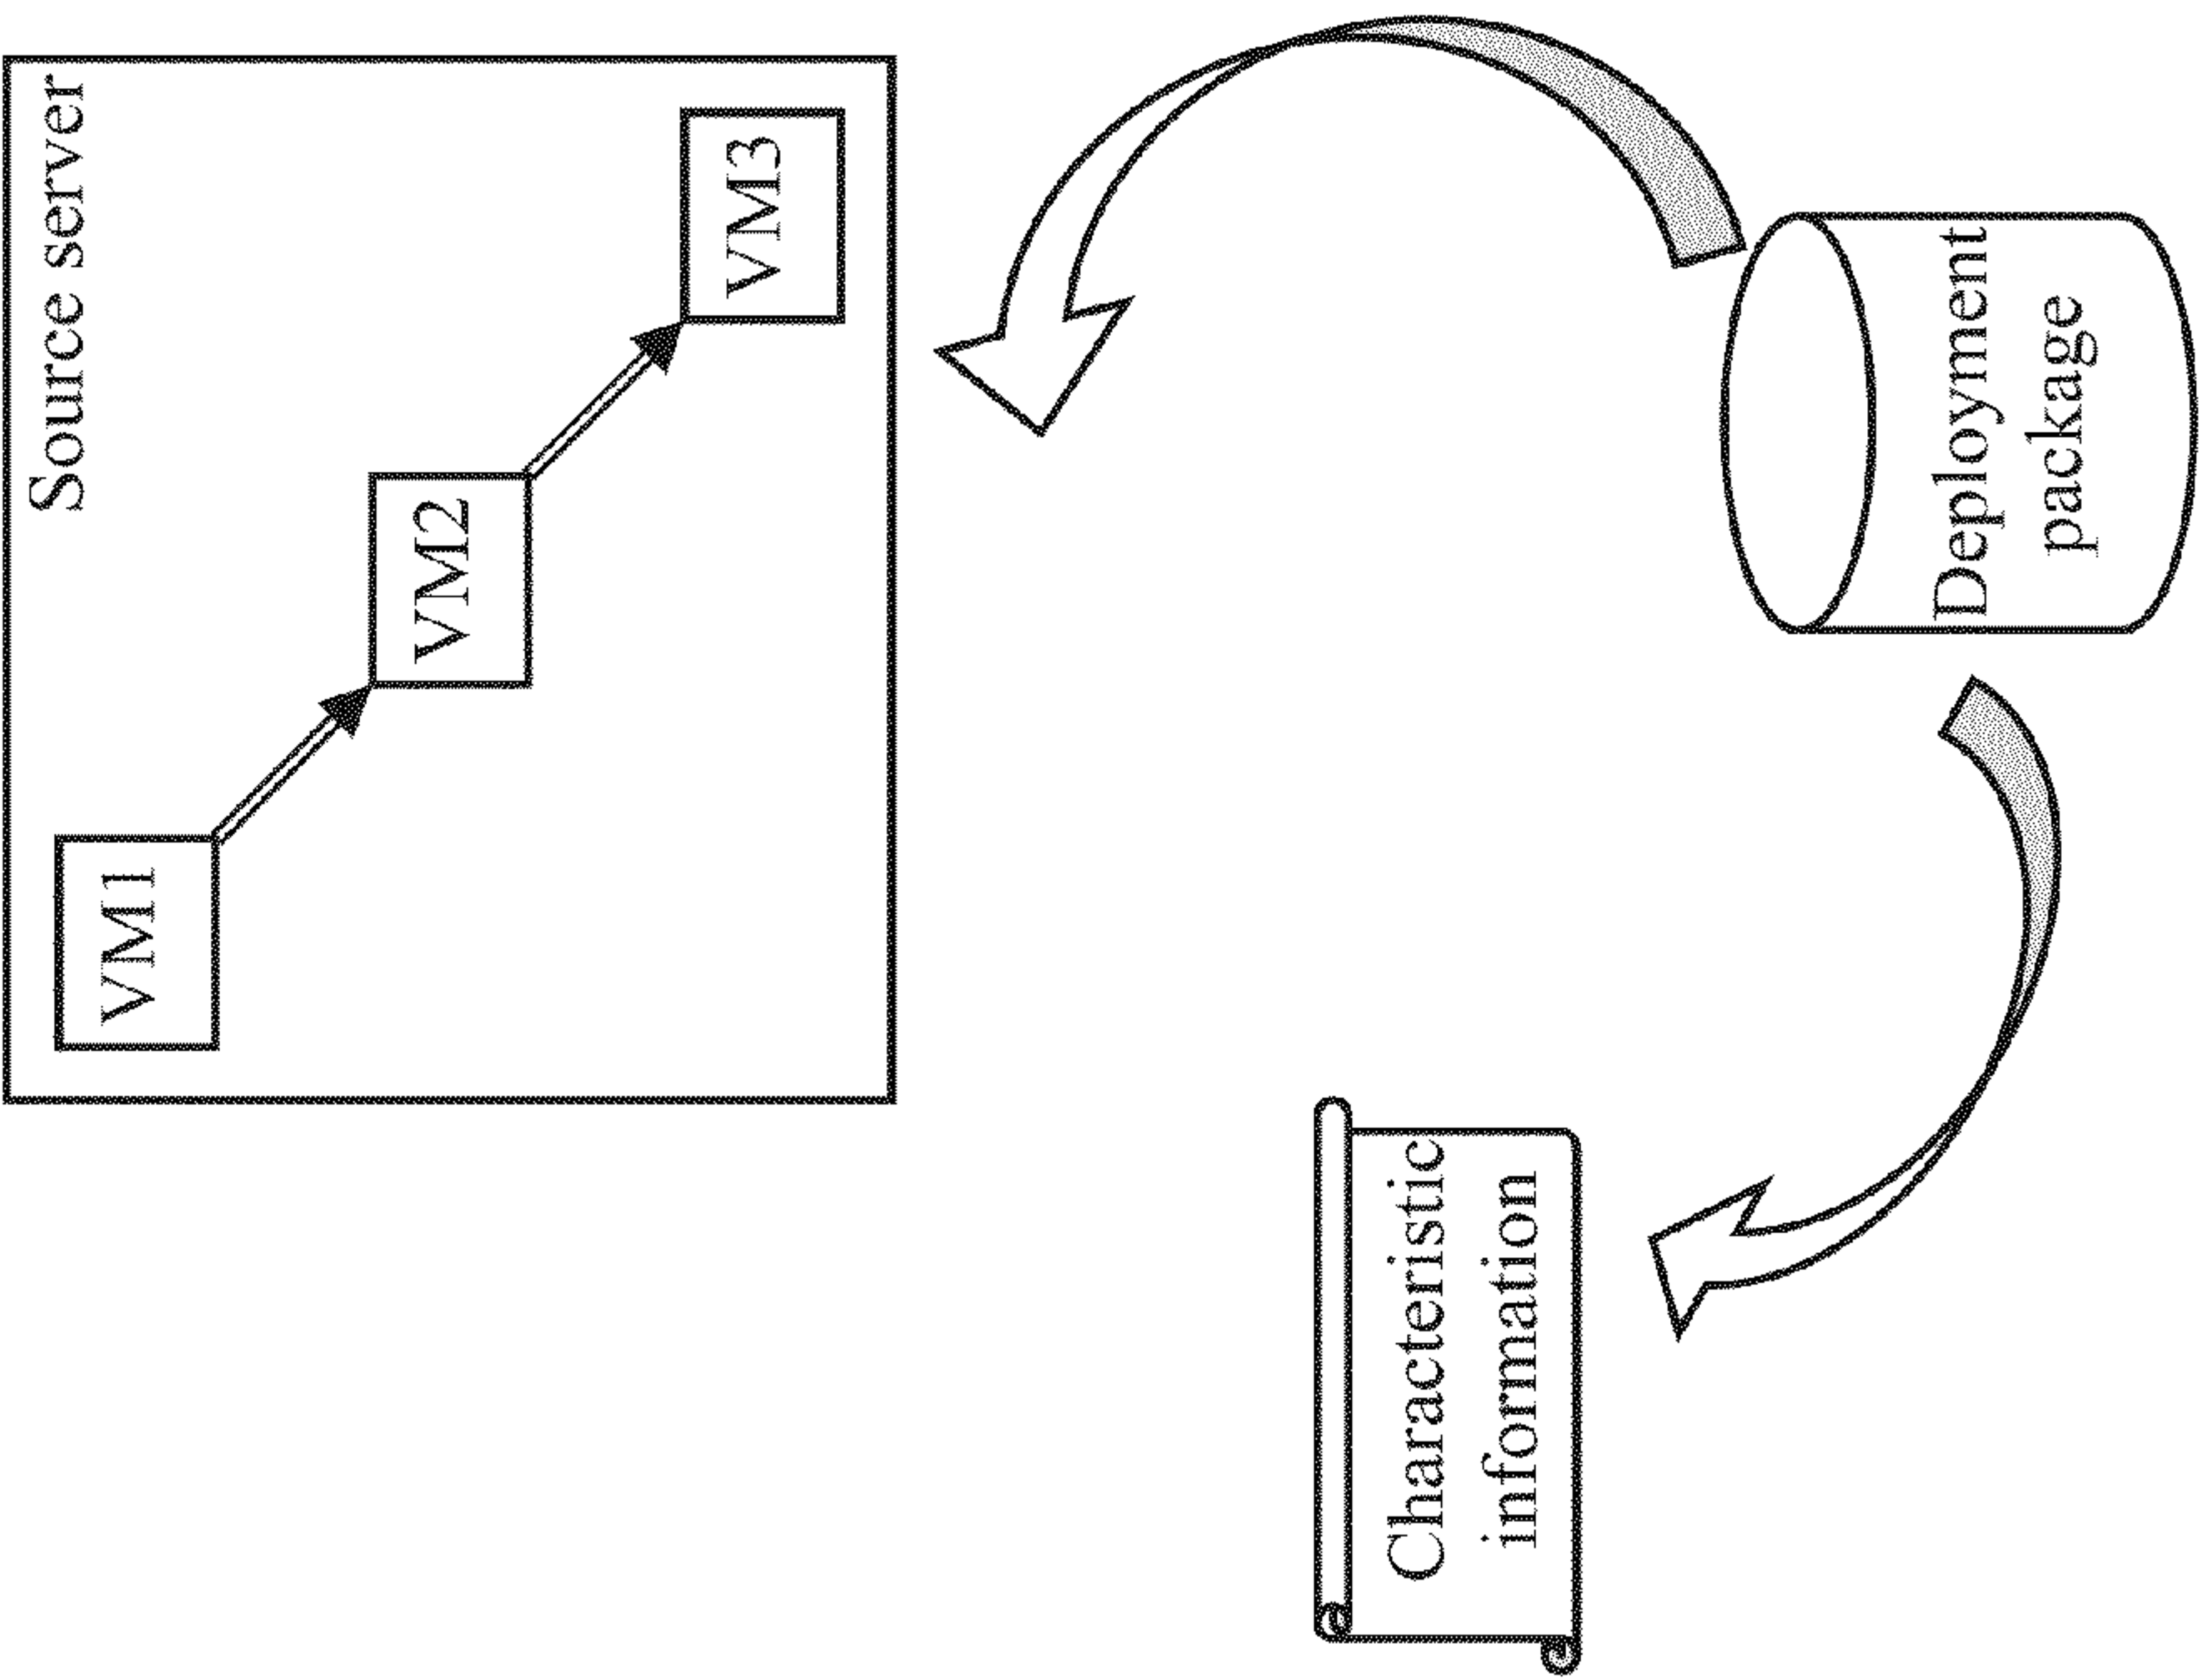 Source server
VM1
VM2
VM3
Characteristic
information
Deployment
package